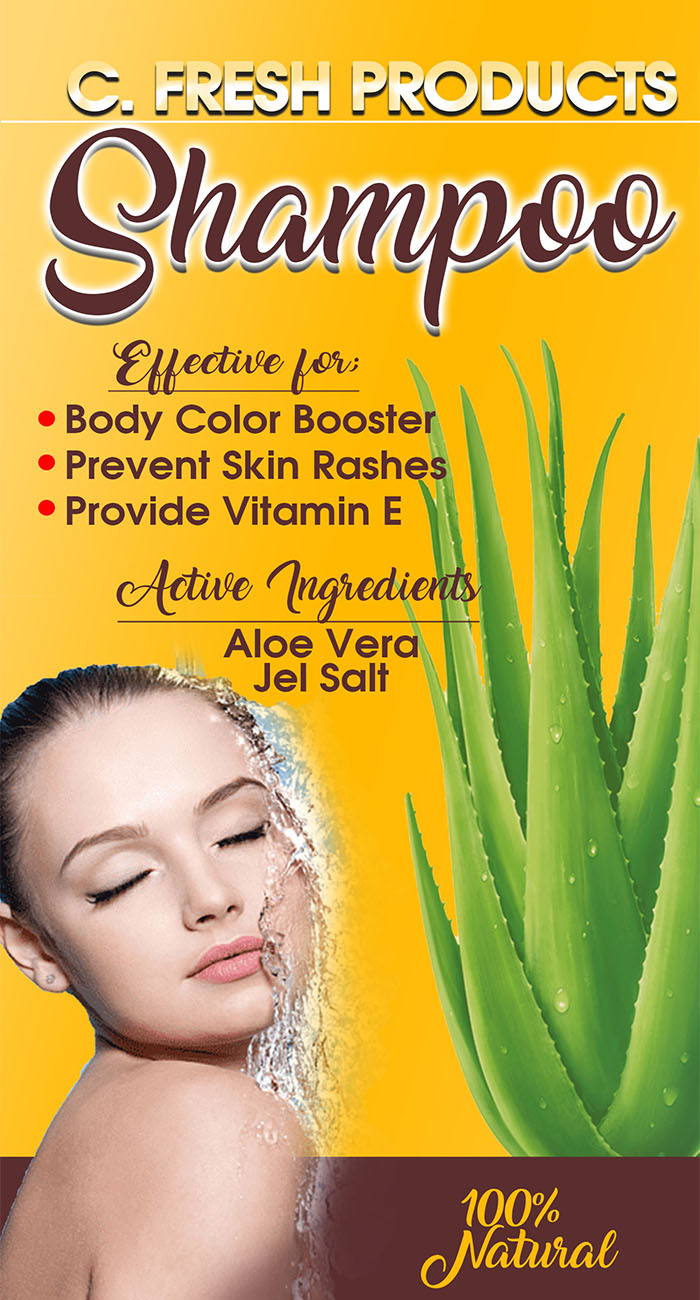 C. FRESH PRODUCTS
Shampoo
Effective for;
• Body Color Booster
• Prevent Skin Rashes
• Provide Vitamin E
Active Ingredients
Aloe Vera
Jel Salt
100%
Natural